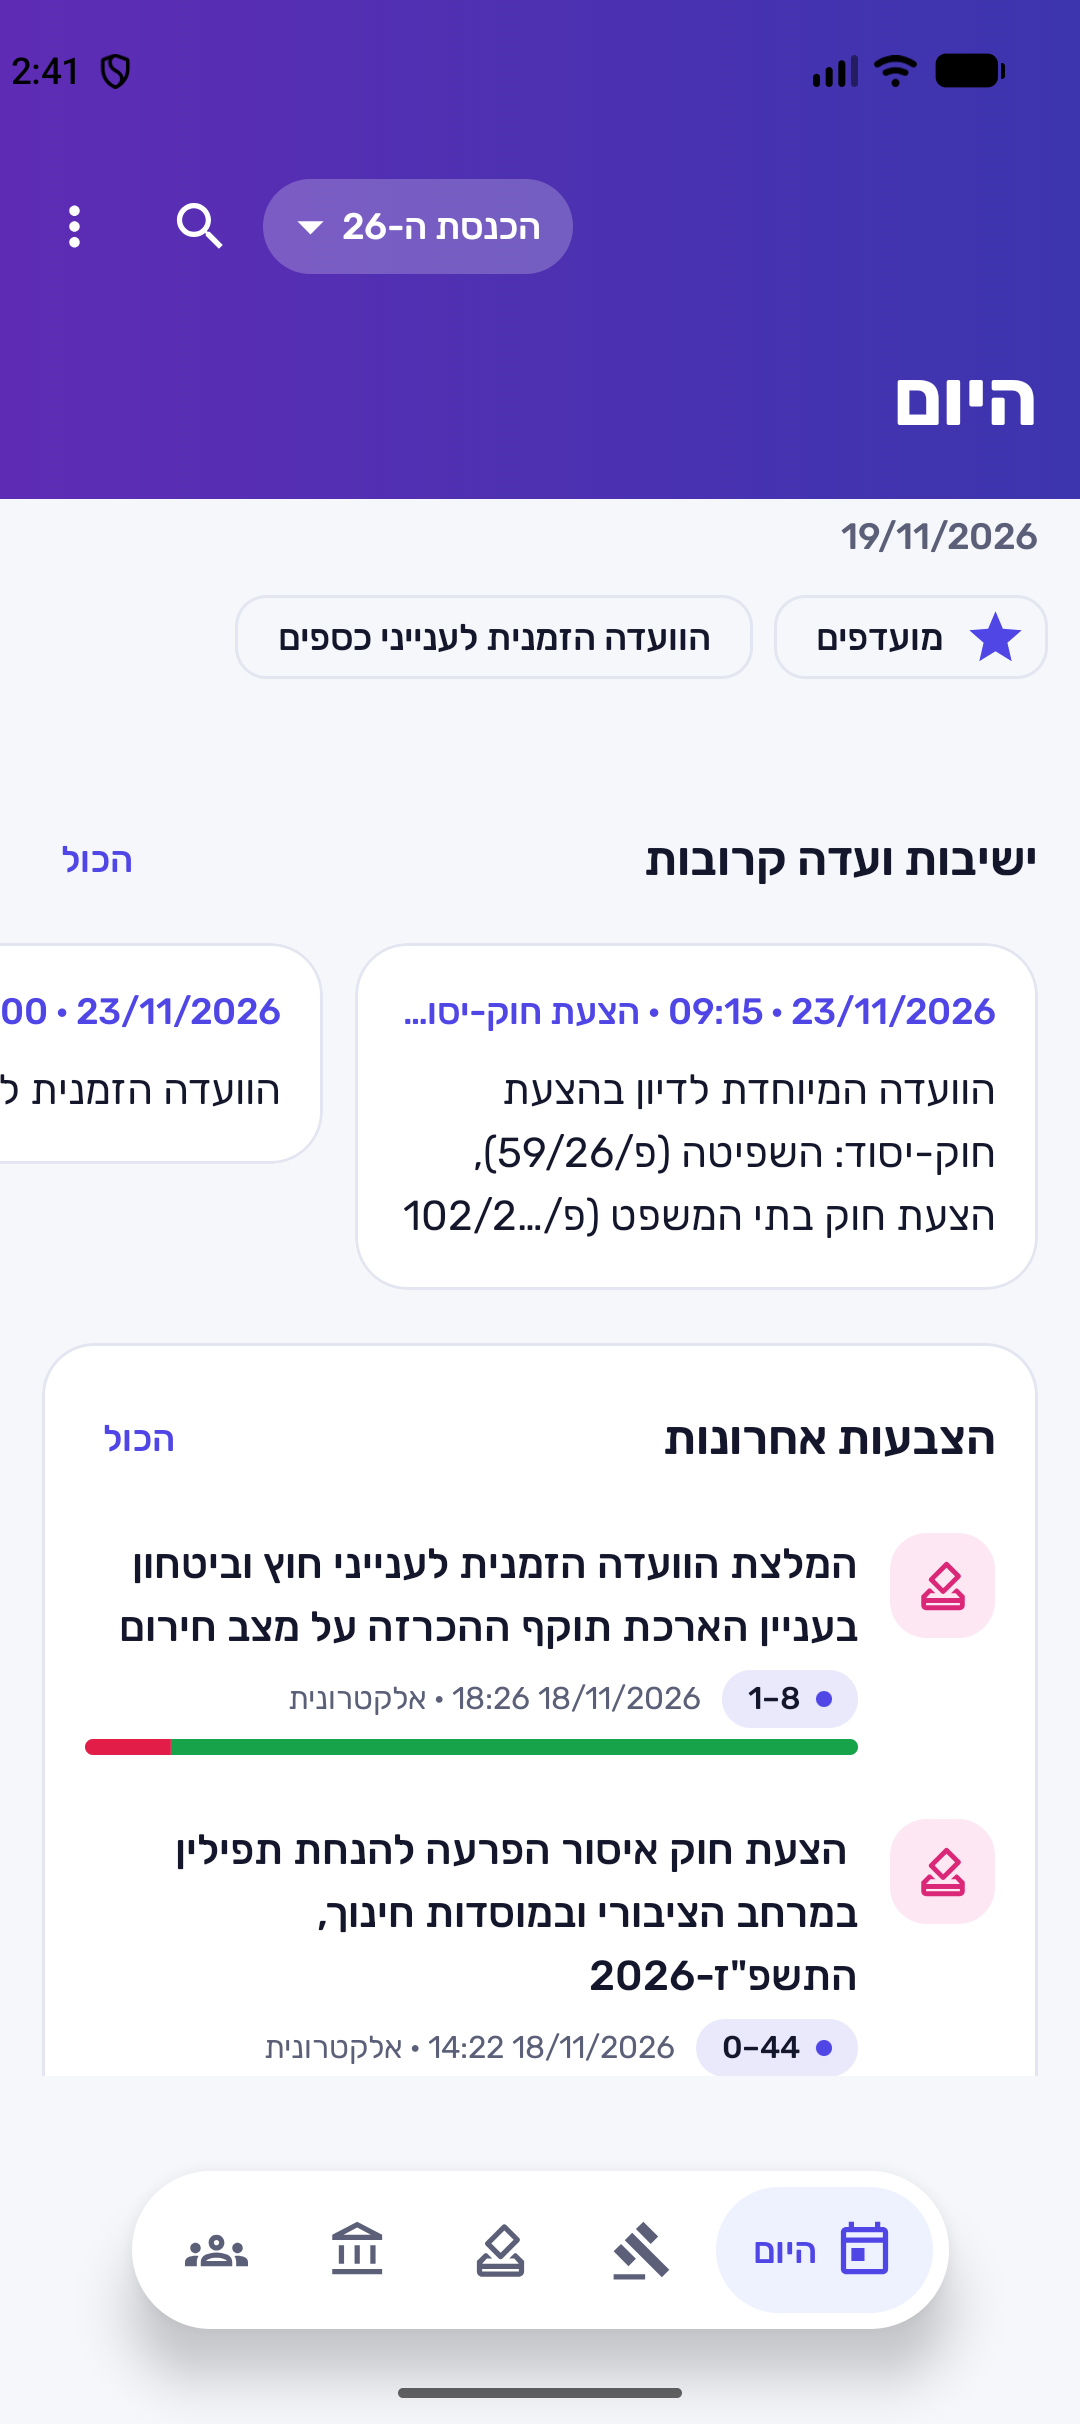 2:41
הכנסת ה-26
היום
19/11/2026
מועדפים
הוועדה הזמנית לענייני כספים
ישיבות ועדה קרובות
הכול
23/11/2026 • 09:15 • הצעת חוק-יסו...
הוועדה המיוחדת לדיון בהצעת
חוק-יסוד: השפיטה (פ/59/26),
הצעת חוק בתי המשפט (פ/...102/2
23/11/2026 • 00
הוועדה הזמנית ל
הצבעות אחרונות
הכול
המלצת הוועדה הזמנית לענייני חוץ וביטחון
בעניין הארכת תוקף ההכרזה על מצב חירום
1–8
18/11/2026 18:26 • אלקטרונית
הצעת חוק איסור הפרעה להנחת תפילין
במרחב הציבורי ובמוסדות חינוך,
התשפ"ז-2026
0–44
18/11/2026 14:22 • אלקטרונית
היום